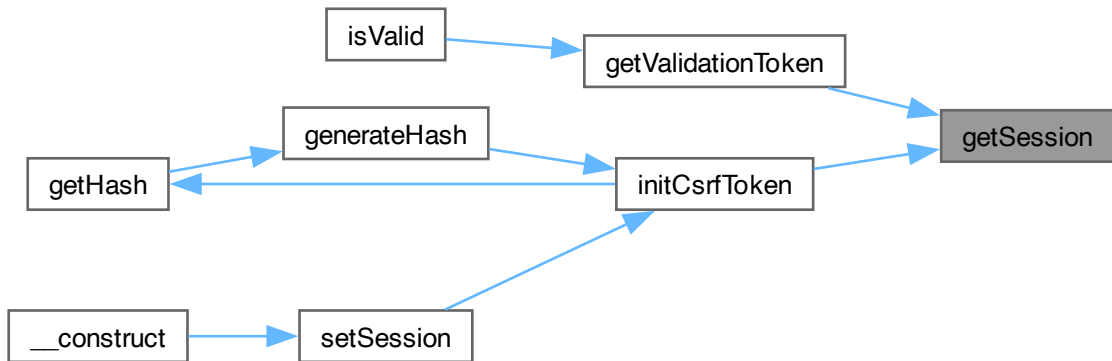 isValid
getValidationToken
getSession
generateHash
getHash
initCsrfToken
__construct
setSession